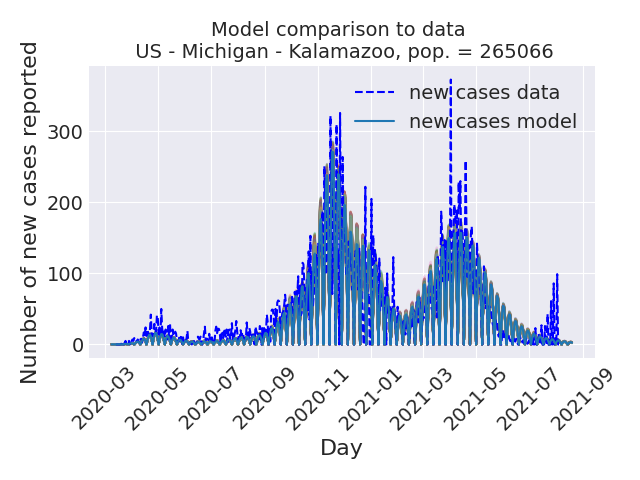 Model comparison to data
US - Michigan - Kalamazoo, pop. = 265066
Number of new cases reported
300
200
100
0
new cases data
new cases model
2020-03
2020-05
2020-07
2020-09
2020-11
2021-01
2021-03
2021-05
2021-07
2021-09
Day